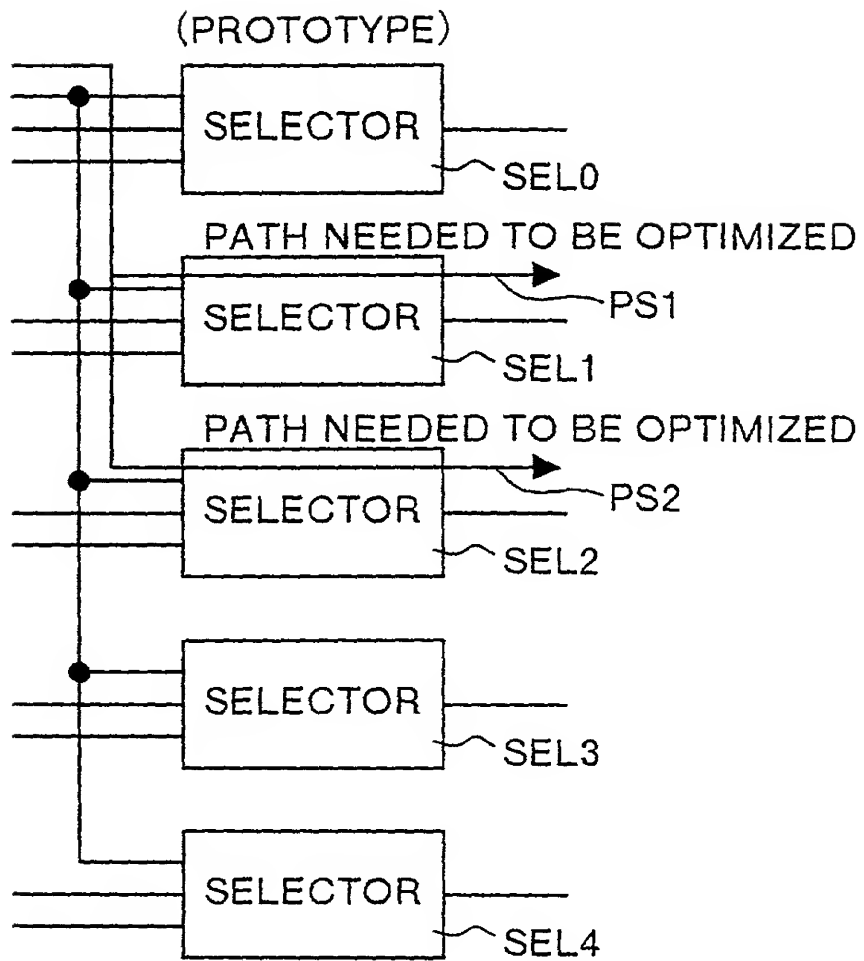 (PROTOTYPE)
SELECTOR
SEL0
PATH NEEDED TO BE OPTIMIZED
PS1
SELECTOR
SEL1
PATH NEEDED TO BE OPTIMIZED
PS2
SELECTOR
SEL2
SELECTOR
SEL3
SELECTOR
SEL4